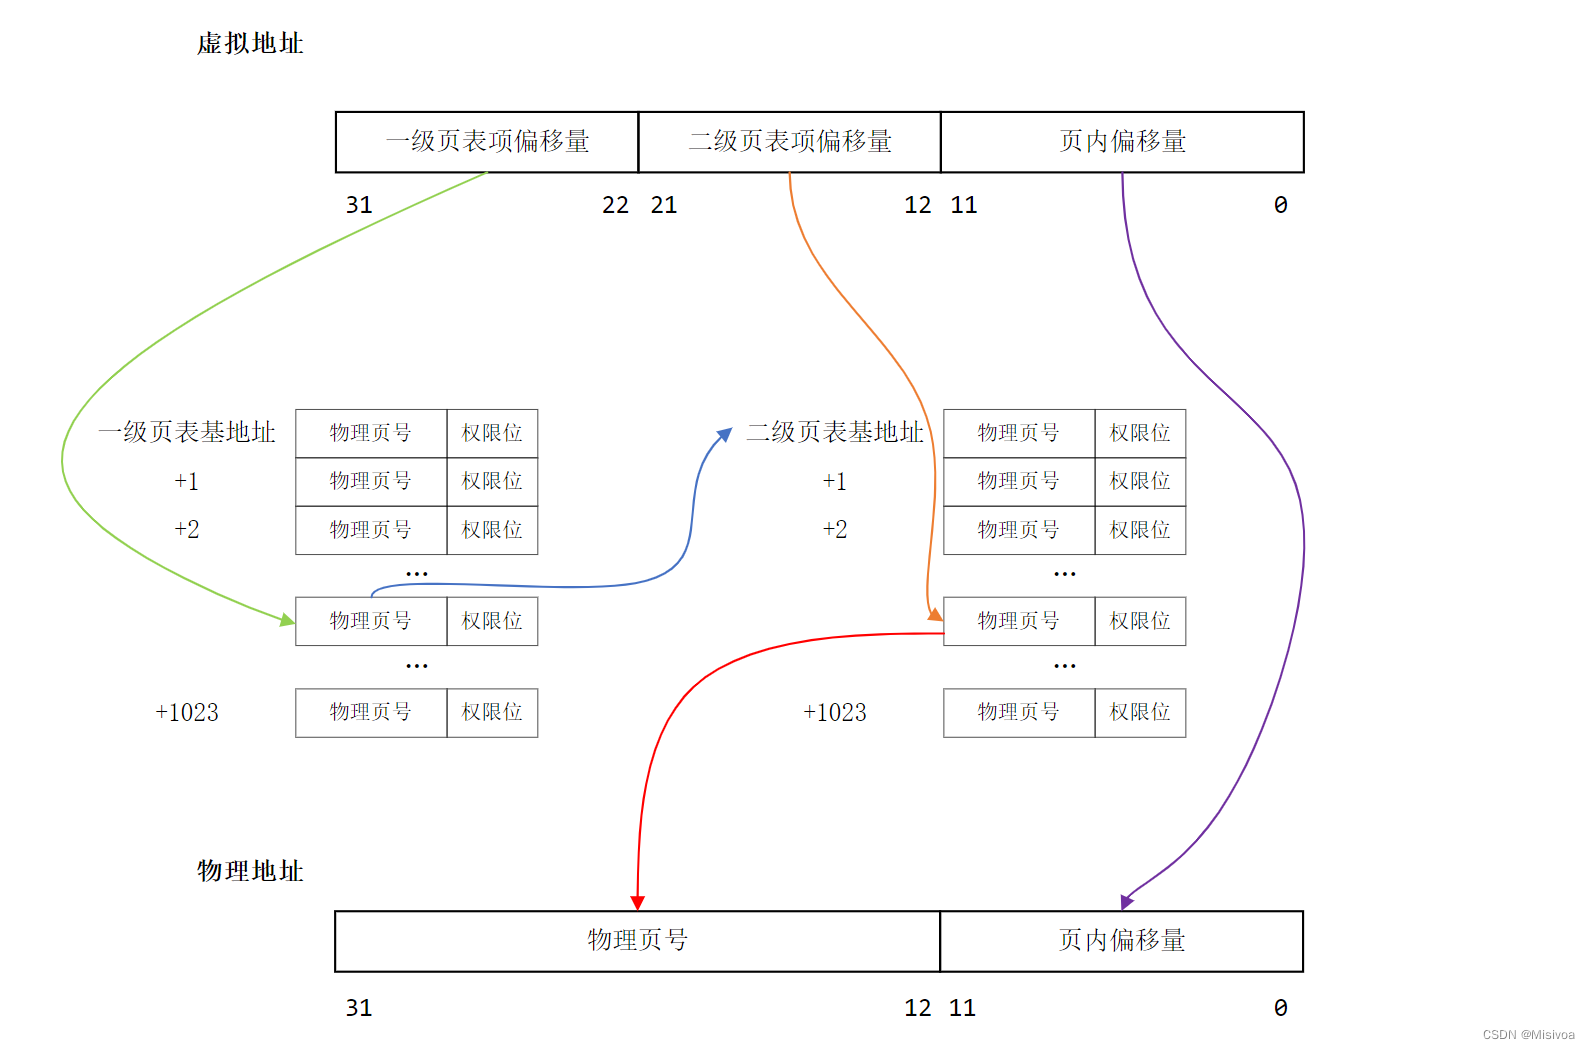 虚拟地址
一级页表项偏移量 二级页表项偏移量 页内偏移量
31 22 21 12 11 0
一级页表基地址 物理页号 权限位 二级页表基地址 物理页号 权限位
+1 物理页号 权限位 +1 物理页号 权限位
+2 物理页号 权限位 +2 物理页号 权限位
... ...
物理页号 权限位 物理页号 权限位
... ...
+1023 物理页号 权限位 +1023 物理页号 权限位
物理地址
物理页号 页内偏移量
31 12 11 0
CSDN @Misivoa